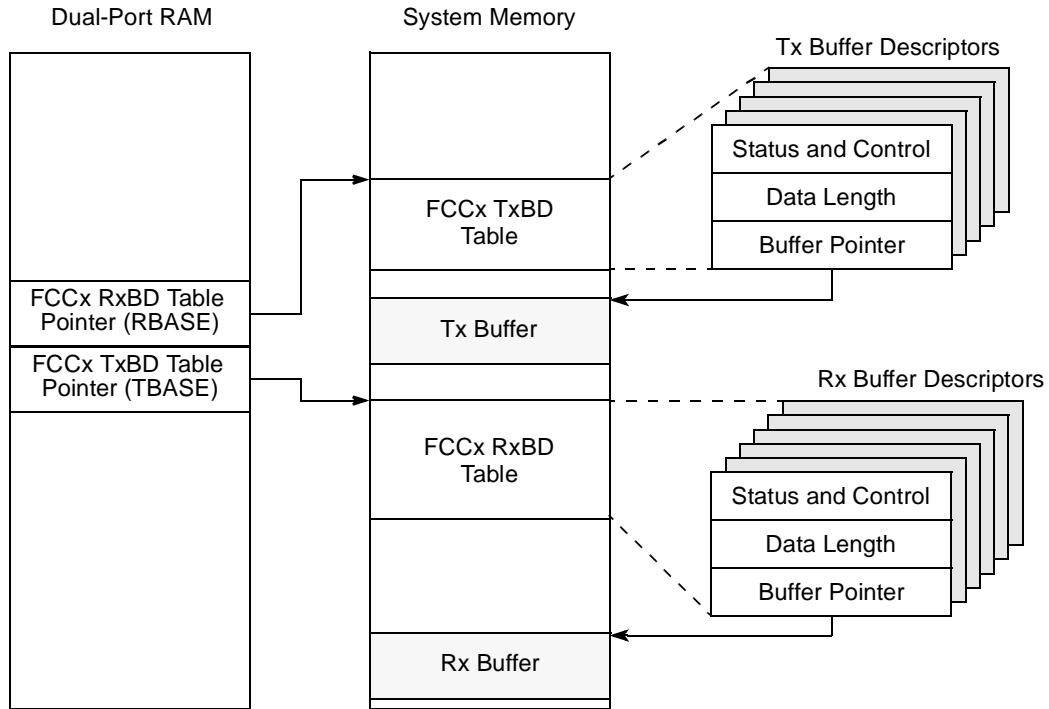 Dual-Port RAM
System Memory
Tx Buffer Descriptors
Status and Control
Data Length
Buffer Pointer
FCCx TxBD
Table
FCCx RxBD Table
Pointer (RBASE)
Tx Buffer
FCCx TxBD Table
Pointer (TBASE)
Rx Buffer Descriptors
FCCx RxBD
Table
Status and Control
Data Length
Buffer Pointer
Rx Buffer